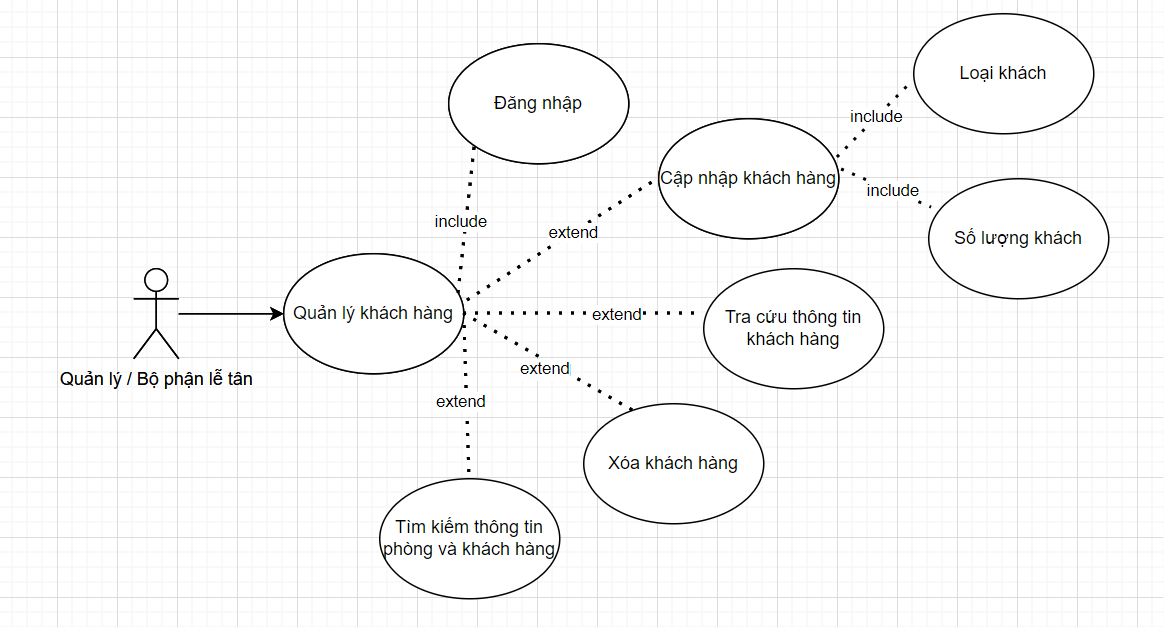 Loại khách
Đăng nhập
include
Cập nhập khách hàng
include
include
extend
Số lượng khách
Quản lý khách hàng
extend
Tra cứu thông tin
khách hàng
Quản lý / Bộ phận lễ tân
extend
extend
Xóa khách hàng
Tìm kiếm thông tin
phòng và khách hàng